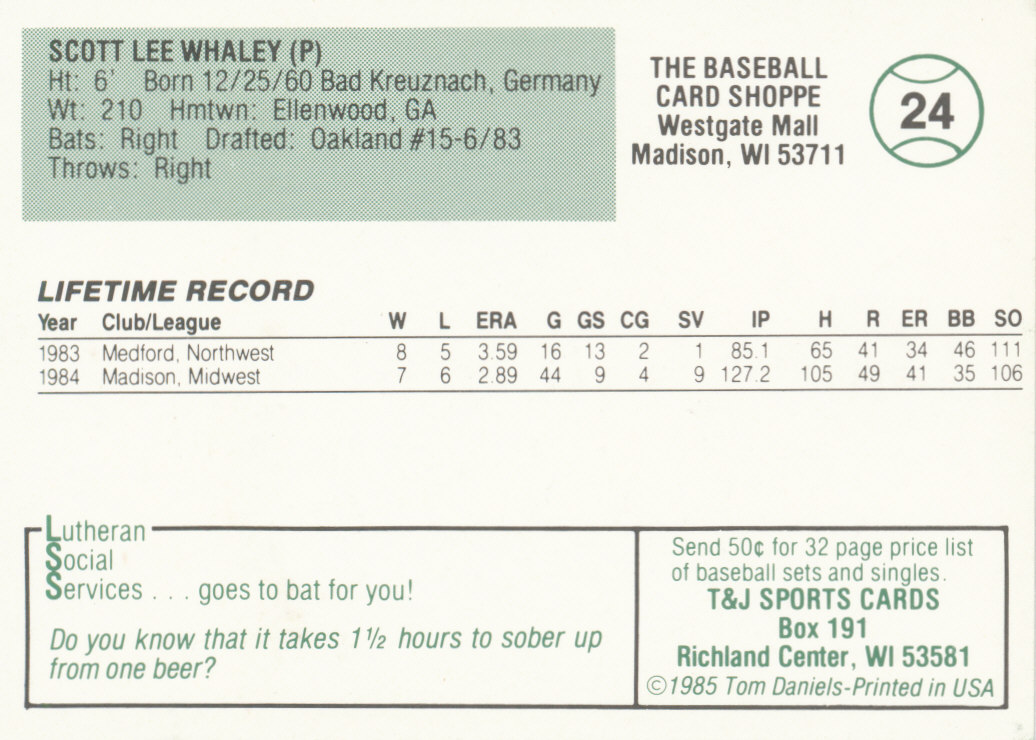 SCOTT LEE WHALEY (P)
Ht: 6' Born 12/25/60 Bad Kreuznach, Germany
Wt: 210 Hmtwn: Ellenwood, GA
Bats: Right Drafted: Oakland #15-6/83
Throws: Right
THE BASEBALL
CARD SHOPPE
Westgate Mall
Madison, WI 53711
24
LIFETIME RECORD
Year Club/League W L ERA G GS CG SV IP H R ER BB SO
1983 Medford, Northwest 8 5 3.59 16 13 2 1 85.1 65 41 34 46 111
1984 Madison, Midwest 7 6 2.89 44 9 4 9 127.2 105 49 41 35 106
Lutheran
Social
Services . . . goes to bat for you!
Do you know that it takes 1½ hours to sober up
from one beer?
Send 50¢ for 32 page price list
of baseball sets and singles.
T&J SPORTS CARDS
Box 191
Richland Center, WI 53581
©1985 Tom Daniels-Printed in USA